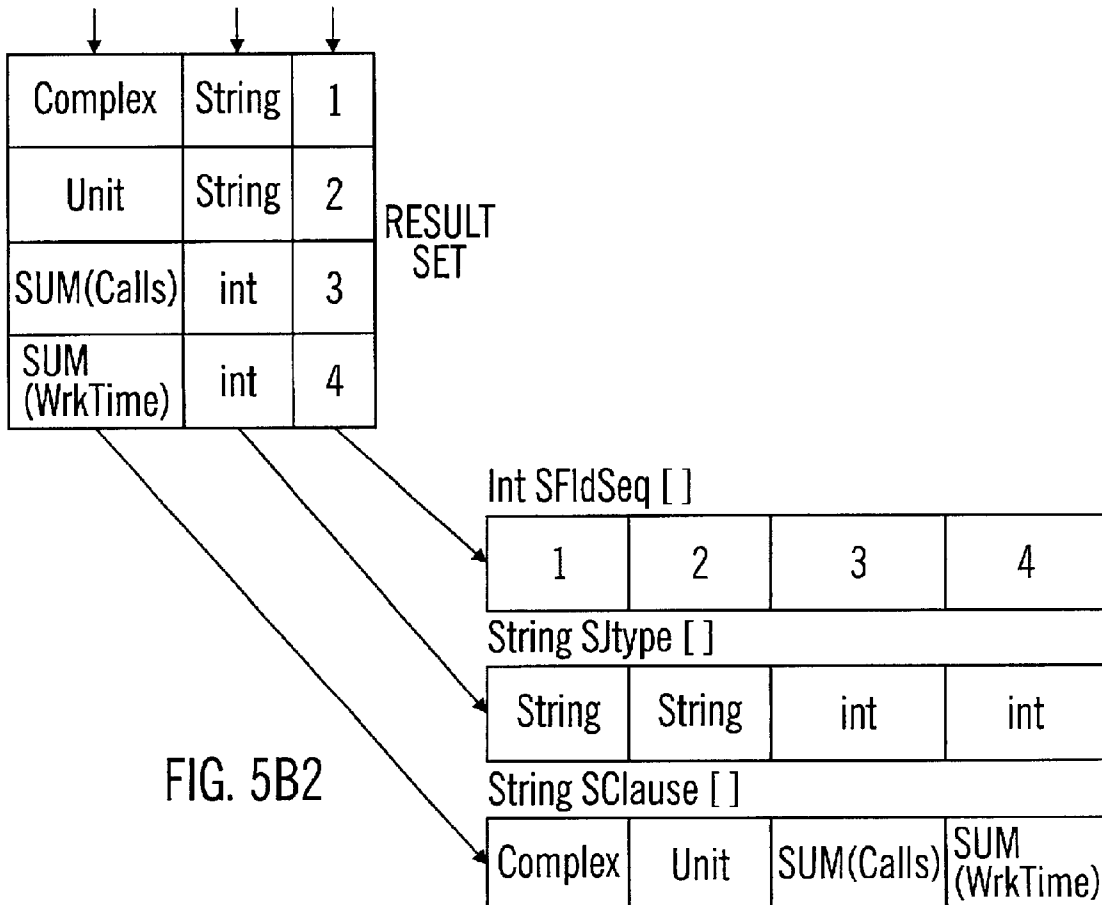 Complex String 1
Unit String 2
RESULT
SET
SUM(Calls) int 3
SUM
(WrkTime) int 4
Int SFldSeq [ ]
1 2 3 4
String SJtype [ ]
String String int int
FIG. 5B2
String SClause [ ]
Complex Unit SUM(Calls) SUM
(WrkTime)